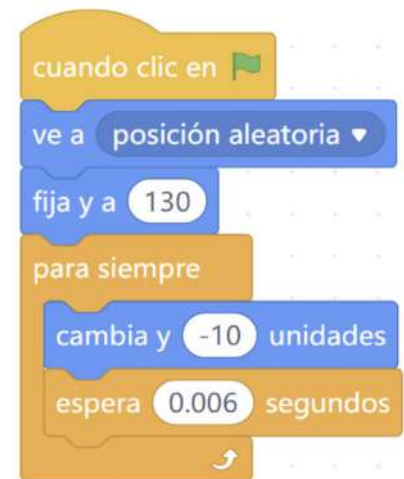 cuando clic en
ve a posición aleatoria
fija y a 130
para siempre
cambia y -10 unidades
espera 0.006 segundos